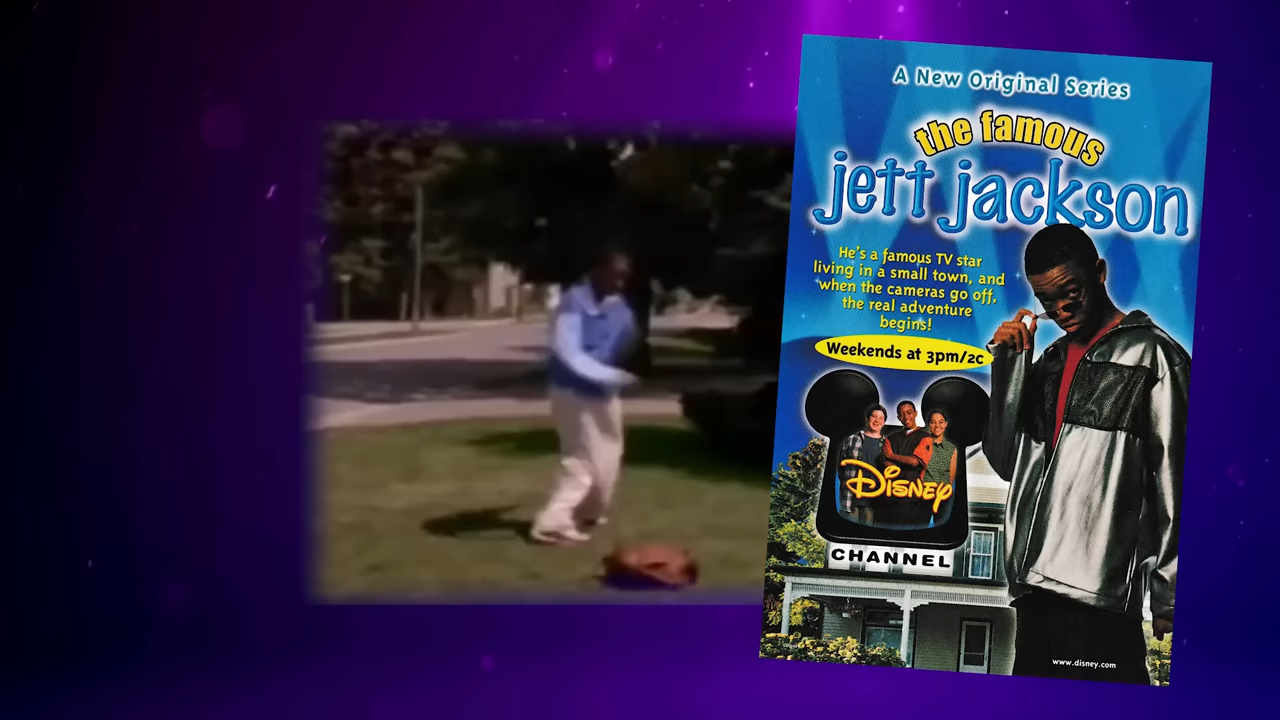 A New Original Series
the famous
jett jackson
He's a famous TV star
living in a small town, and
when the cameras go off,
the real adventure
begins!
Weekends at 3pm/2c
Disney
CHANNEL
www.disney.com